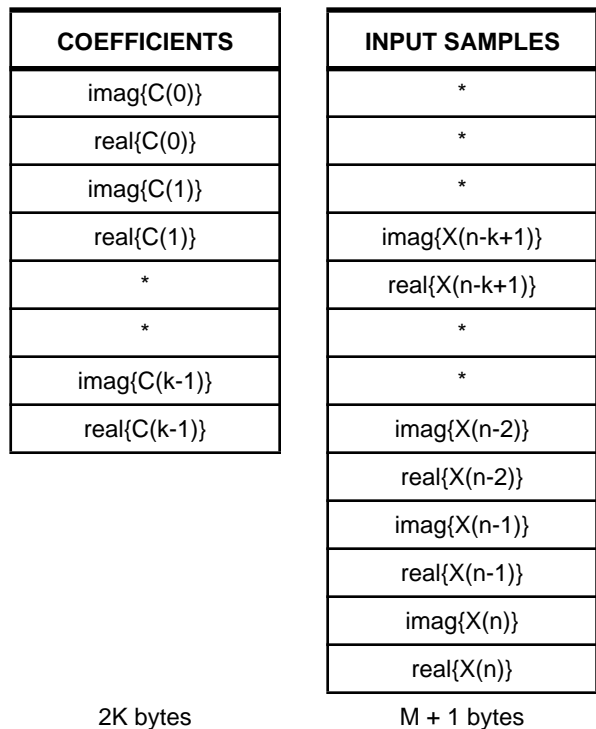 COEFFICIENTS
imag{C(0)}
real{C(0)}
imag{C(1)}
real{C(1)}
*
*
imag{C(k-1)}
real{C(k-1)}
2K bytes
INPUT SAMPLES
*
*
*
imag{X(n-k+1)}
real{X(n-k+1)}
*
*
imag{X(n-2)}
real{X(n-2)}
imag{X(n-1)}
real{X(n-1)}
imag{X(n)}
real{X(n)}
M + 1 bytes